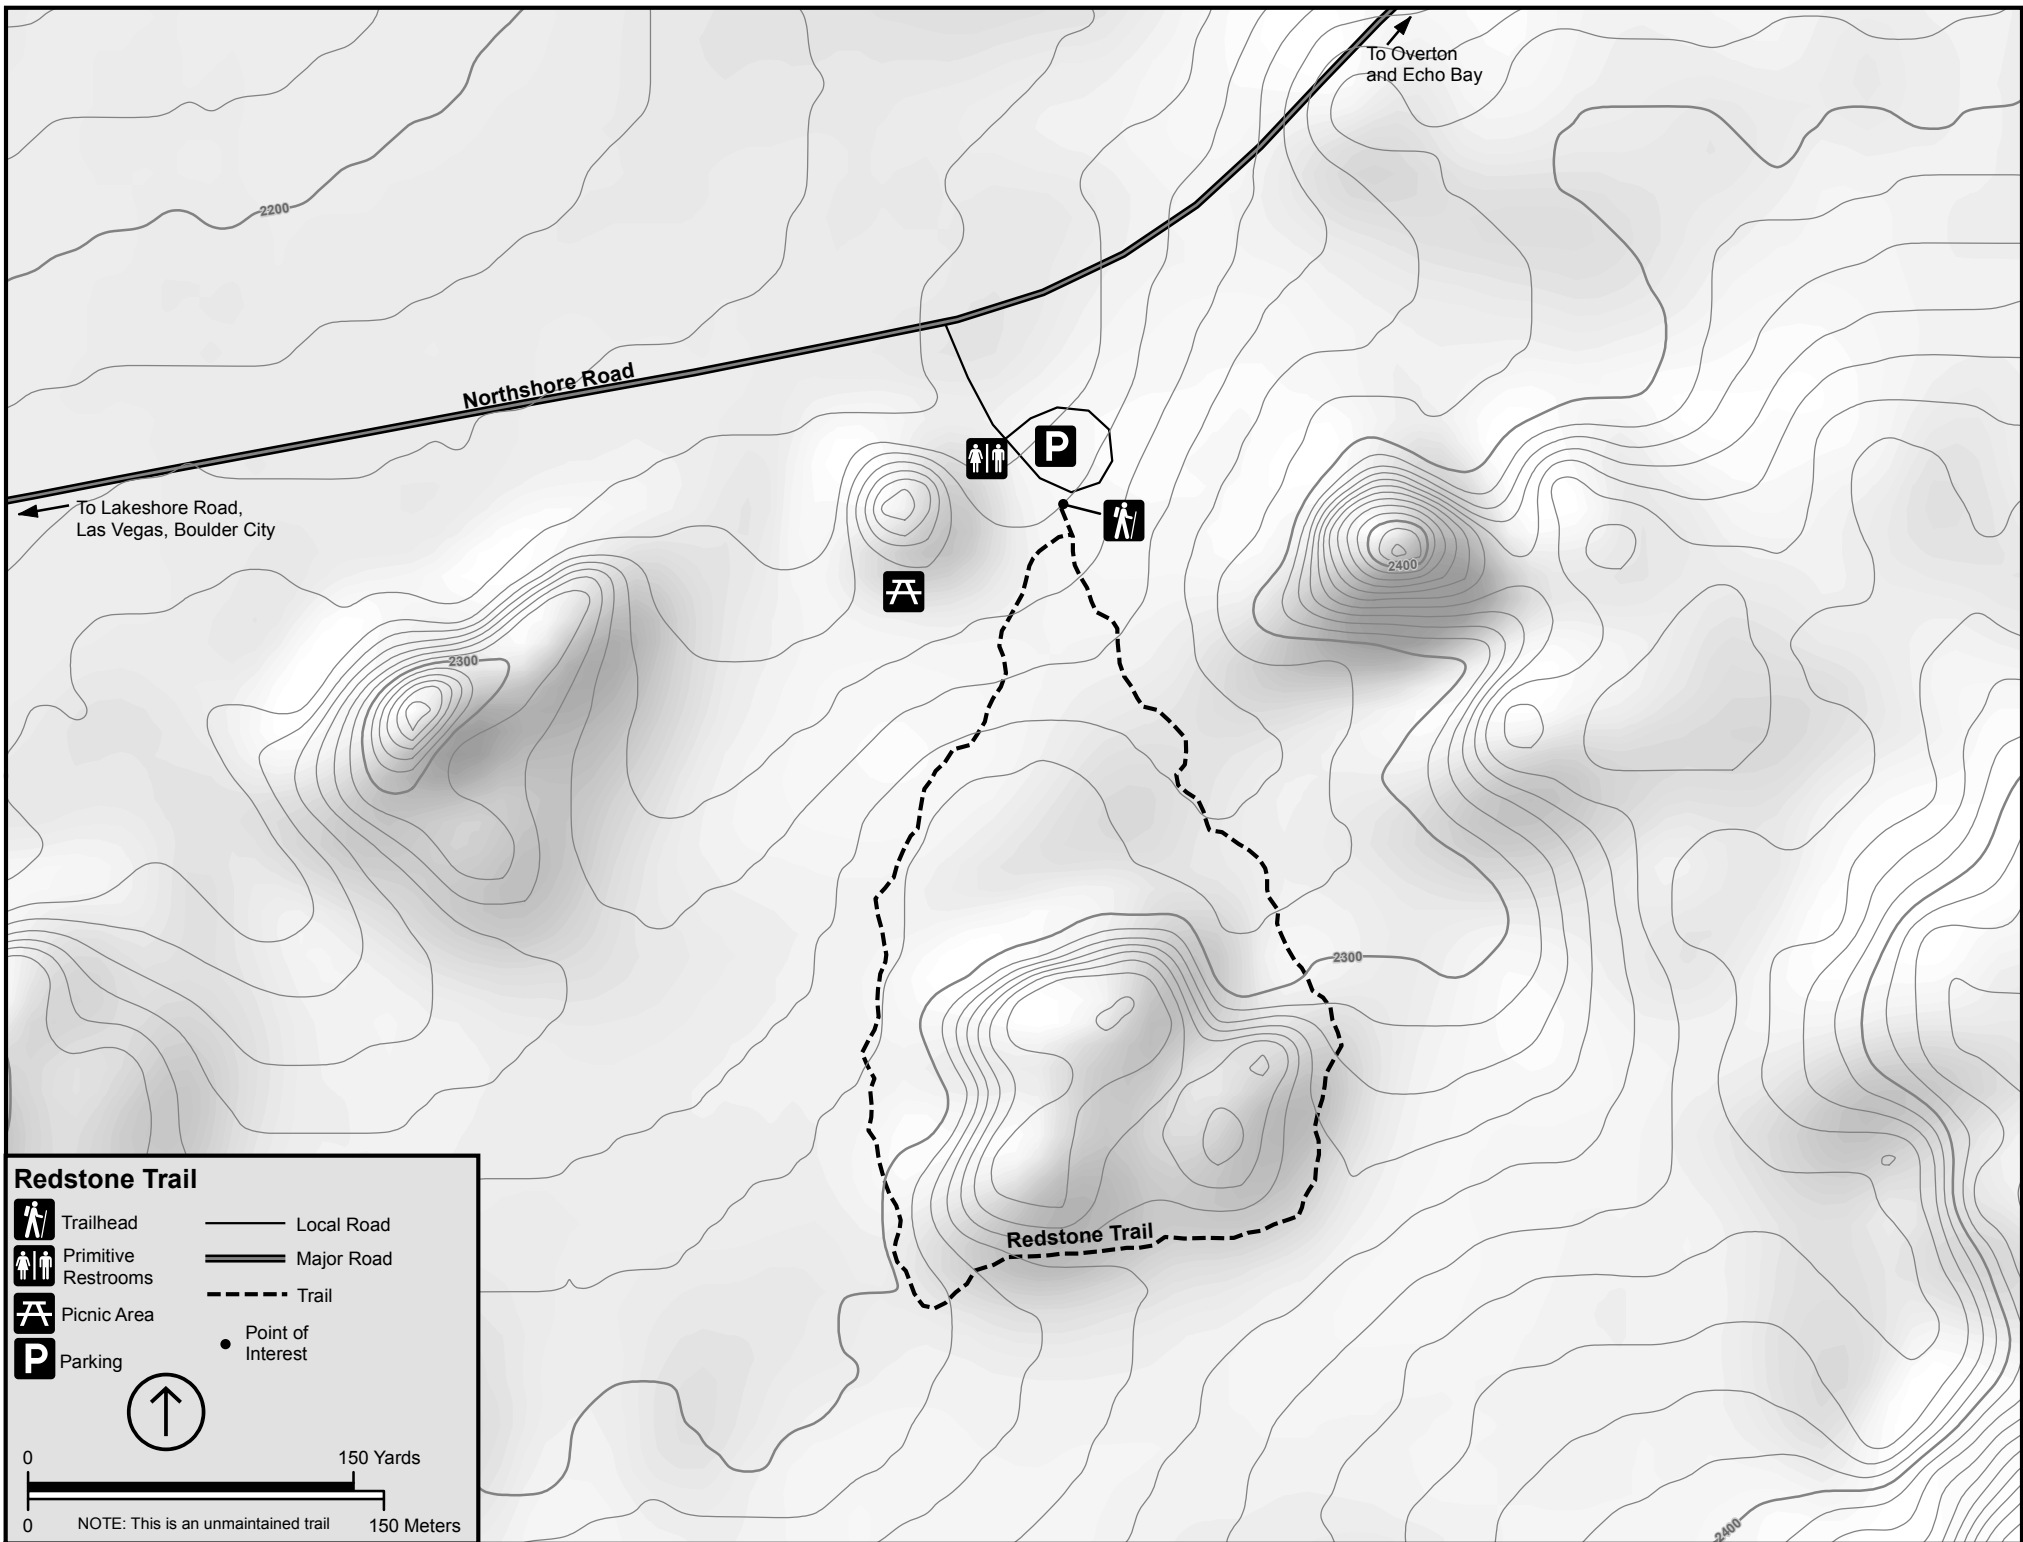 To Overton
and Echo Bay
2200
Northshore Road
P
To Lakeshore Road,
Las Vegas, Boulder City
2400
2300
2300
Redstone Trail
2400
Redstone Trail
Trailhead
Local Road
Primitive
Restrooms
Major Road
Trail
Picnic Area
Point of
Interest
P
Parking
0
150 Yards
0
NOTE: This is an unmaintained trail
150 Meters